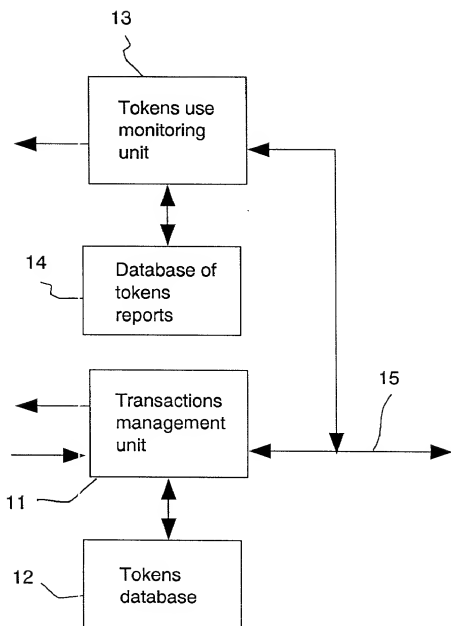 13
Tokens use
monitoring
unit
14
Database of
tokens
reports
15
Transactions
management
unit
11
12
Tokens
database